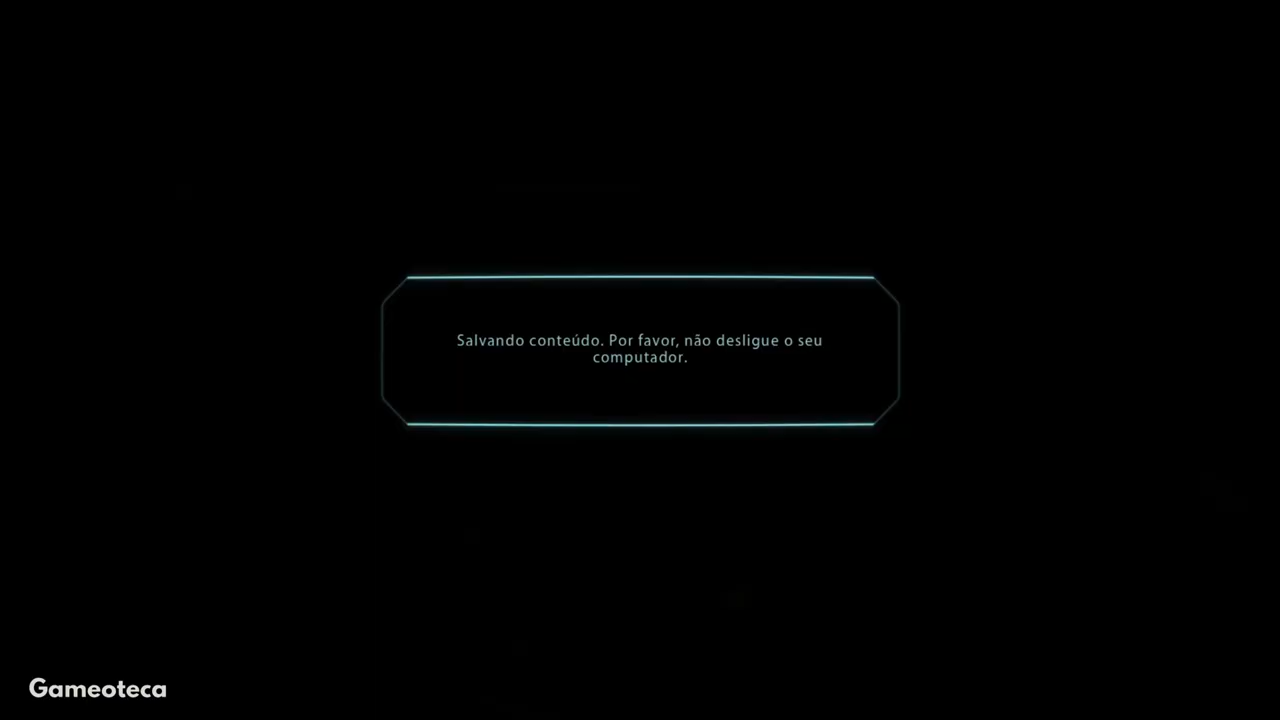 Salvando conteúdo. Por favor, não desligue o seu
computador.
Gameoteca